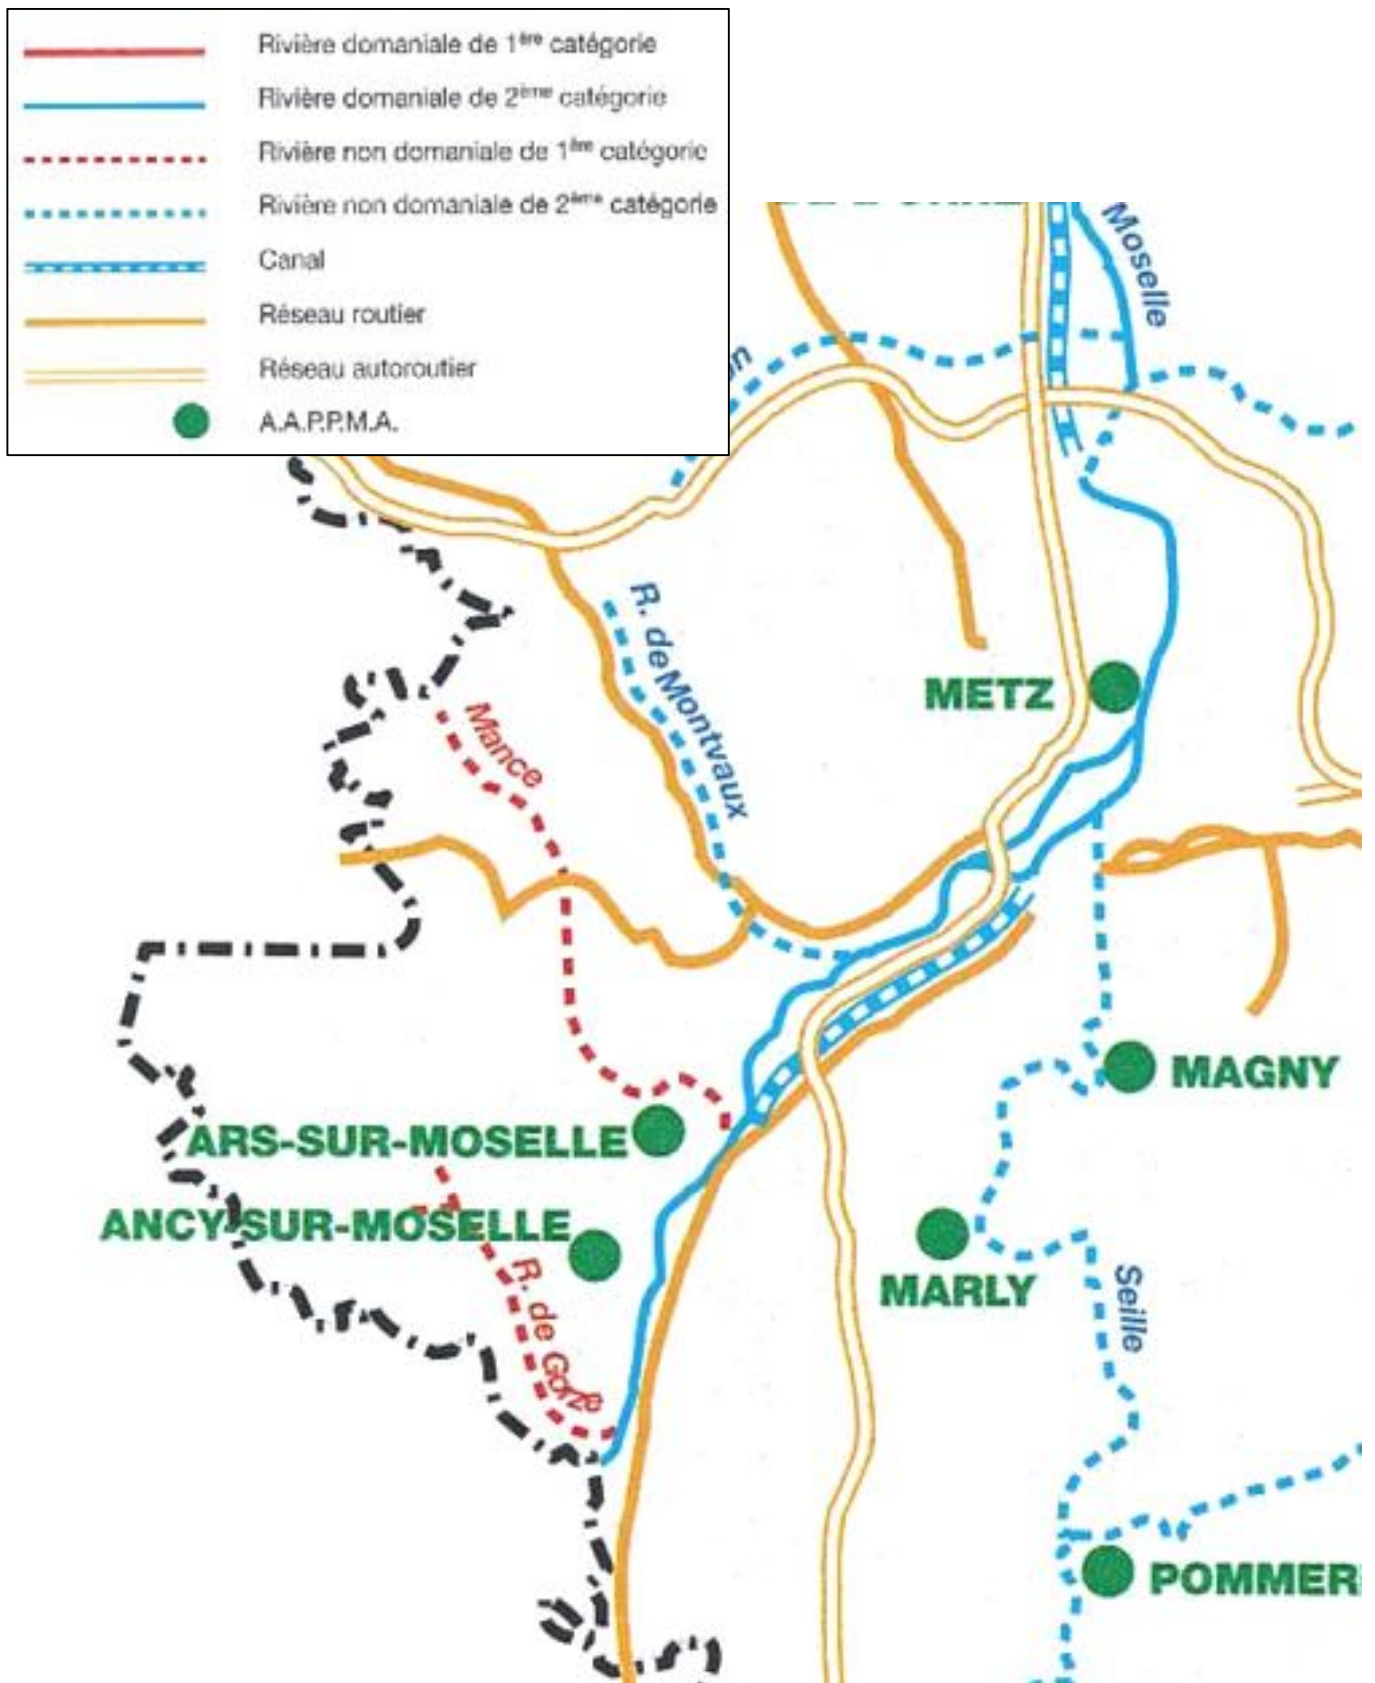 Rivière domaniale de 1ère catégorie
Rivière domaniale de 2ème catégorie
Rivière non domaniale de 1ère catégorie
Rivière non domaniale de 2ème catégorie
Canal
Réseau routier
Réseau autoroutier
A.A.P.P.M.A.
Moselle
R. de Montvaux
METZ
Mance
MAGNY
ARS-SUR-MOSELLE
ANCY-SUR-MOSELLE
MARLY
Seille
R. de Gorze
POMMER